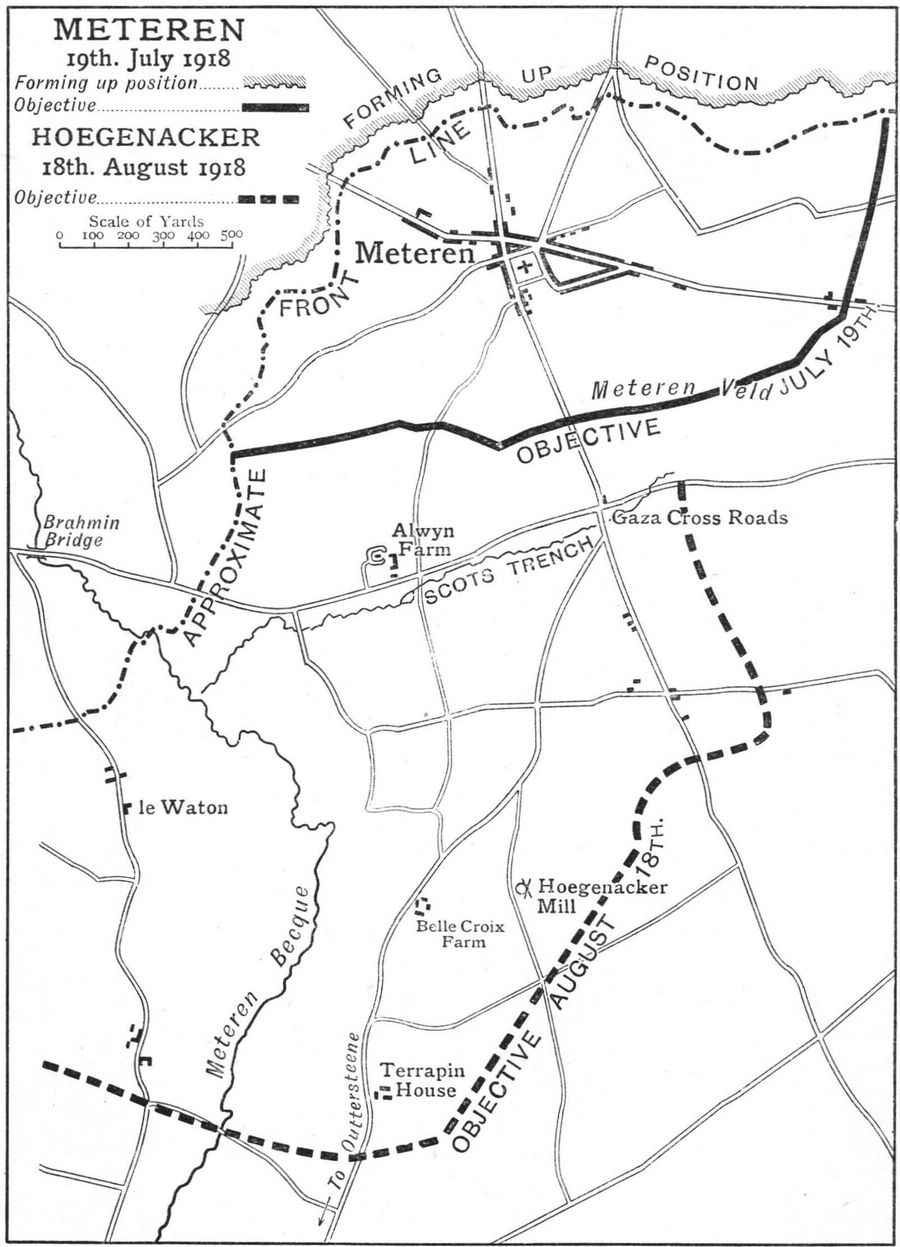 METEREN
19th. July 1918
Forming up position........
Objective........................
HOEGENACKER
18th. August 1918
Objective.......................
Scale of Yards
0 100 200 300 400 500
FORMING UP POSITION
LINE
Meteren
FRONT
Meteren Veld
JULY 19TH.
OBJECTIVE
APPROXIMATE
Brahmin
Bridge
Alwyn
Farm
Gaza Cross Roads
SCOTS TRENCH
le Waton
18TH.
Hoegenacker
Mill
Belle Croix
Farm
Meteren Becque
AUGUST
OBJECTIVE
Terrapin
House
To Outtersteene